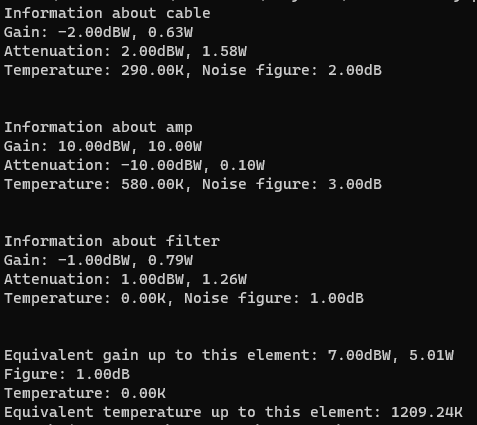 Information about cable
Gain: -2.00dBW, 0.63W
Attenuation: 2.00dBW, 1.58W
Temperature: 290.00K, Noise figure: 2.00dB
Information about amp
Gain: 10.00dBW, 10.00W
Attenuation: -10.00dBW, 0.10W
Temperature: 580.00K, Noise figure: 3.00dB
Information about filter
Gain: -1.00dBW, 0.79W
Attenuation: 1.00dBW, 1.26W
Temperature: 0.00K, Noise figure: 1.00dB
Equivalent gain up to this element: 7.00dBW, 5.01W
Figure: 1.00dB
Temperature: 0.00K
Equivalent temperature up to this element: 1209.24K